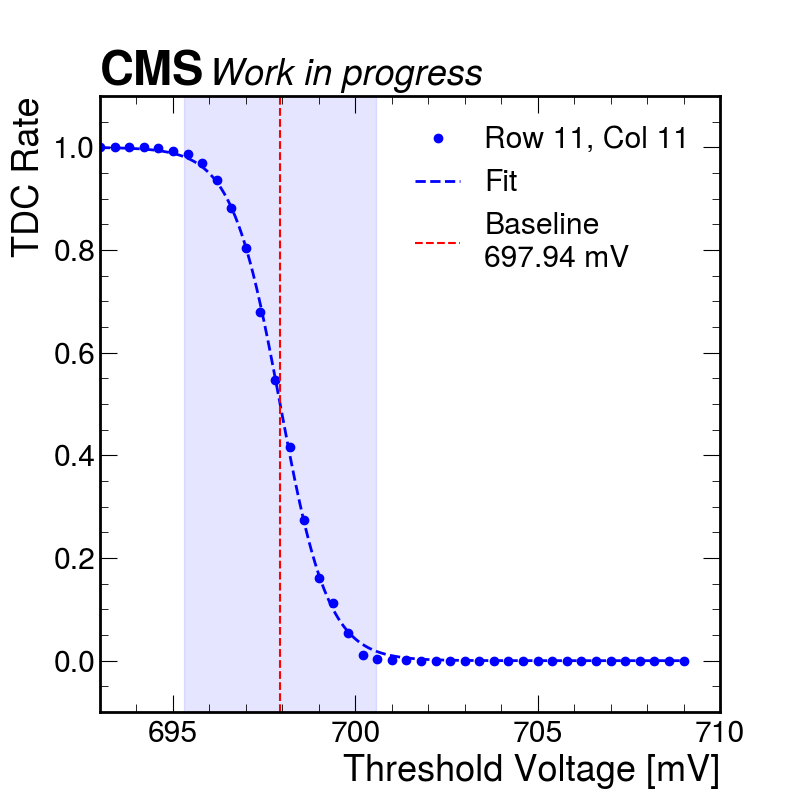 CMS Work in progress
TDC Rate
1.0
0.8
0.6
0.4
0.2
0.0
Row 11, Col 11
Fit
Baseline
697.94 mV
695
700
705
710
Threshold Voltage [mV]